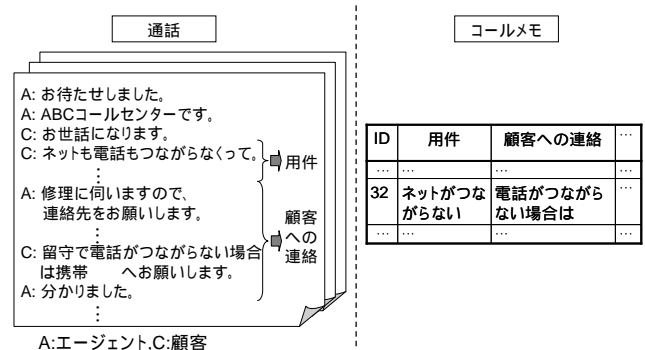 通話
A: お待たせしました。
A: ABCコールセンターです。
C: お世話になります。
C: ネットも電話もつながらなくって。
⋮
A: 修理に伺いますので、
連絡先をお願いします。
⋮
C: 留守で電話がつながらない場合
は携帯 へお願いします。
A: 分かりました。
⋮
用件
顧客
への
連絡
A:エージェント,C:顧客
コールメモ
ID 用件 顧客への連絡 …
… … … …
32 ネットがつな 電話がつながら …
がらない ない場合は
… … … …